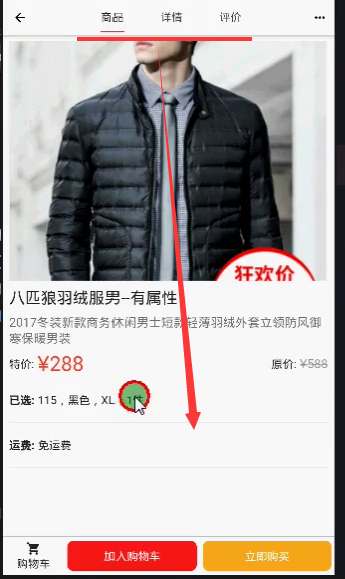 商品 详情 评价
狂欢价
八匹狼羽绒服男-有属性
2017冬装新款商务休闲男士短款轻薄羽绒外套立领防风御
寒保暖男装
特价: ¥288 原价: ¥588
已选: 115，黑色，XL，1件
运费: 免运费
购物车 加入购物车 立即购买